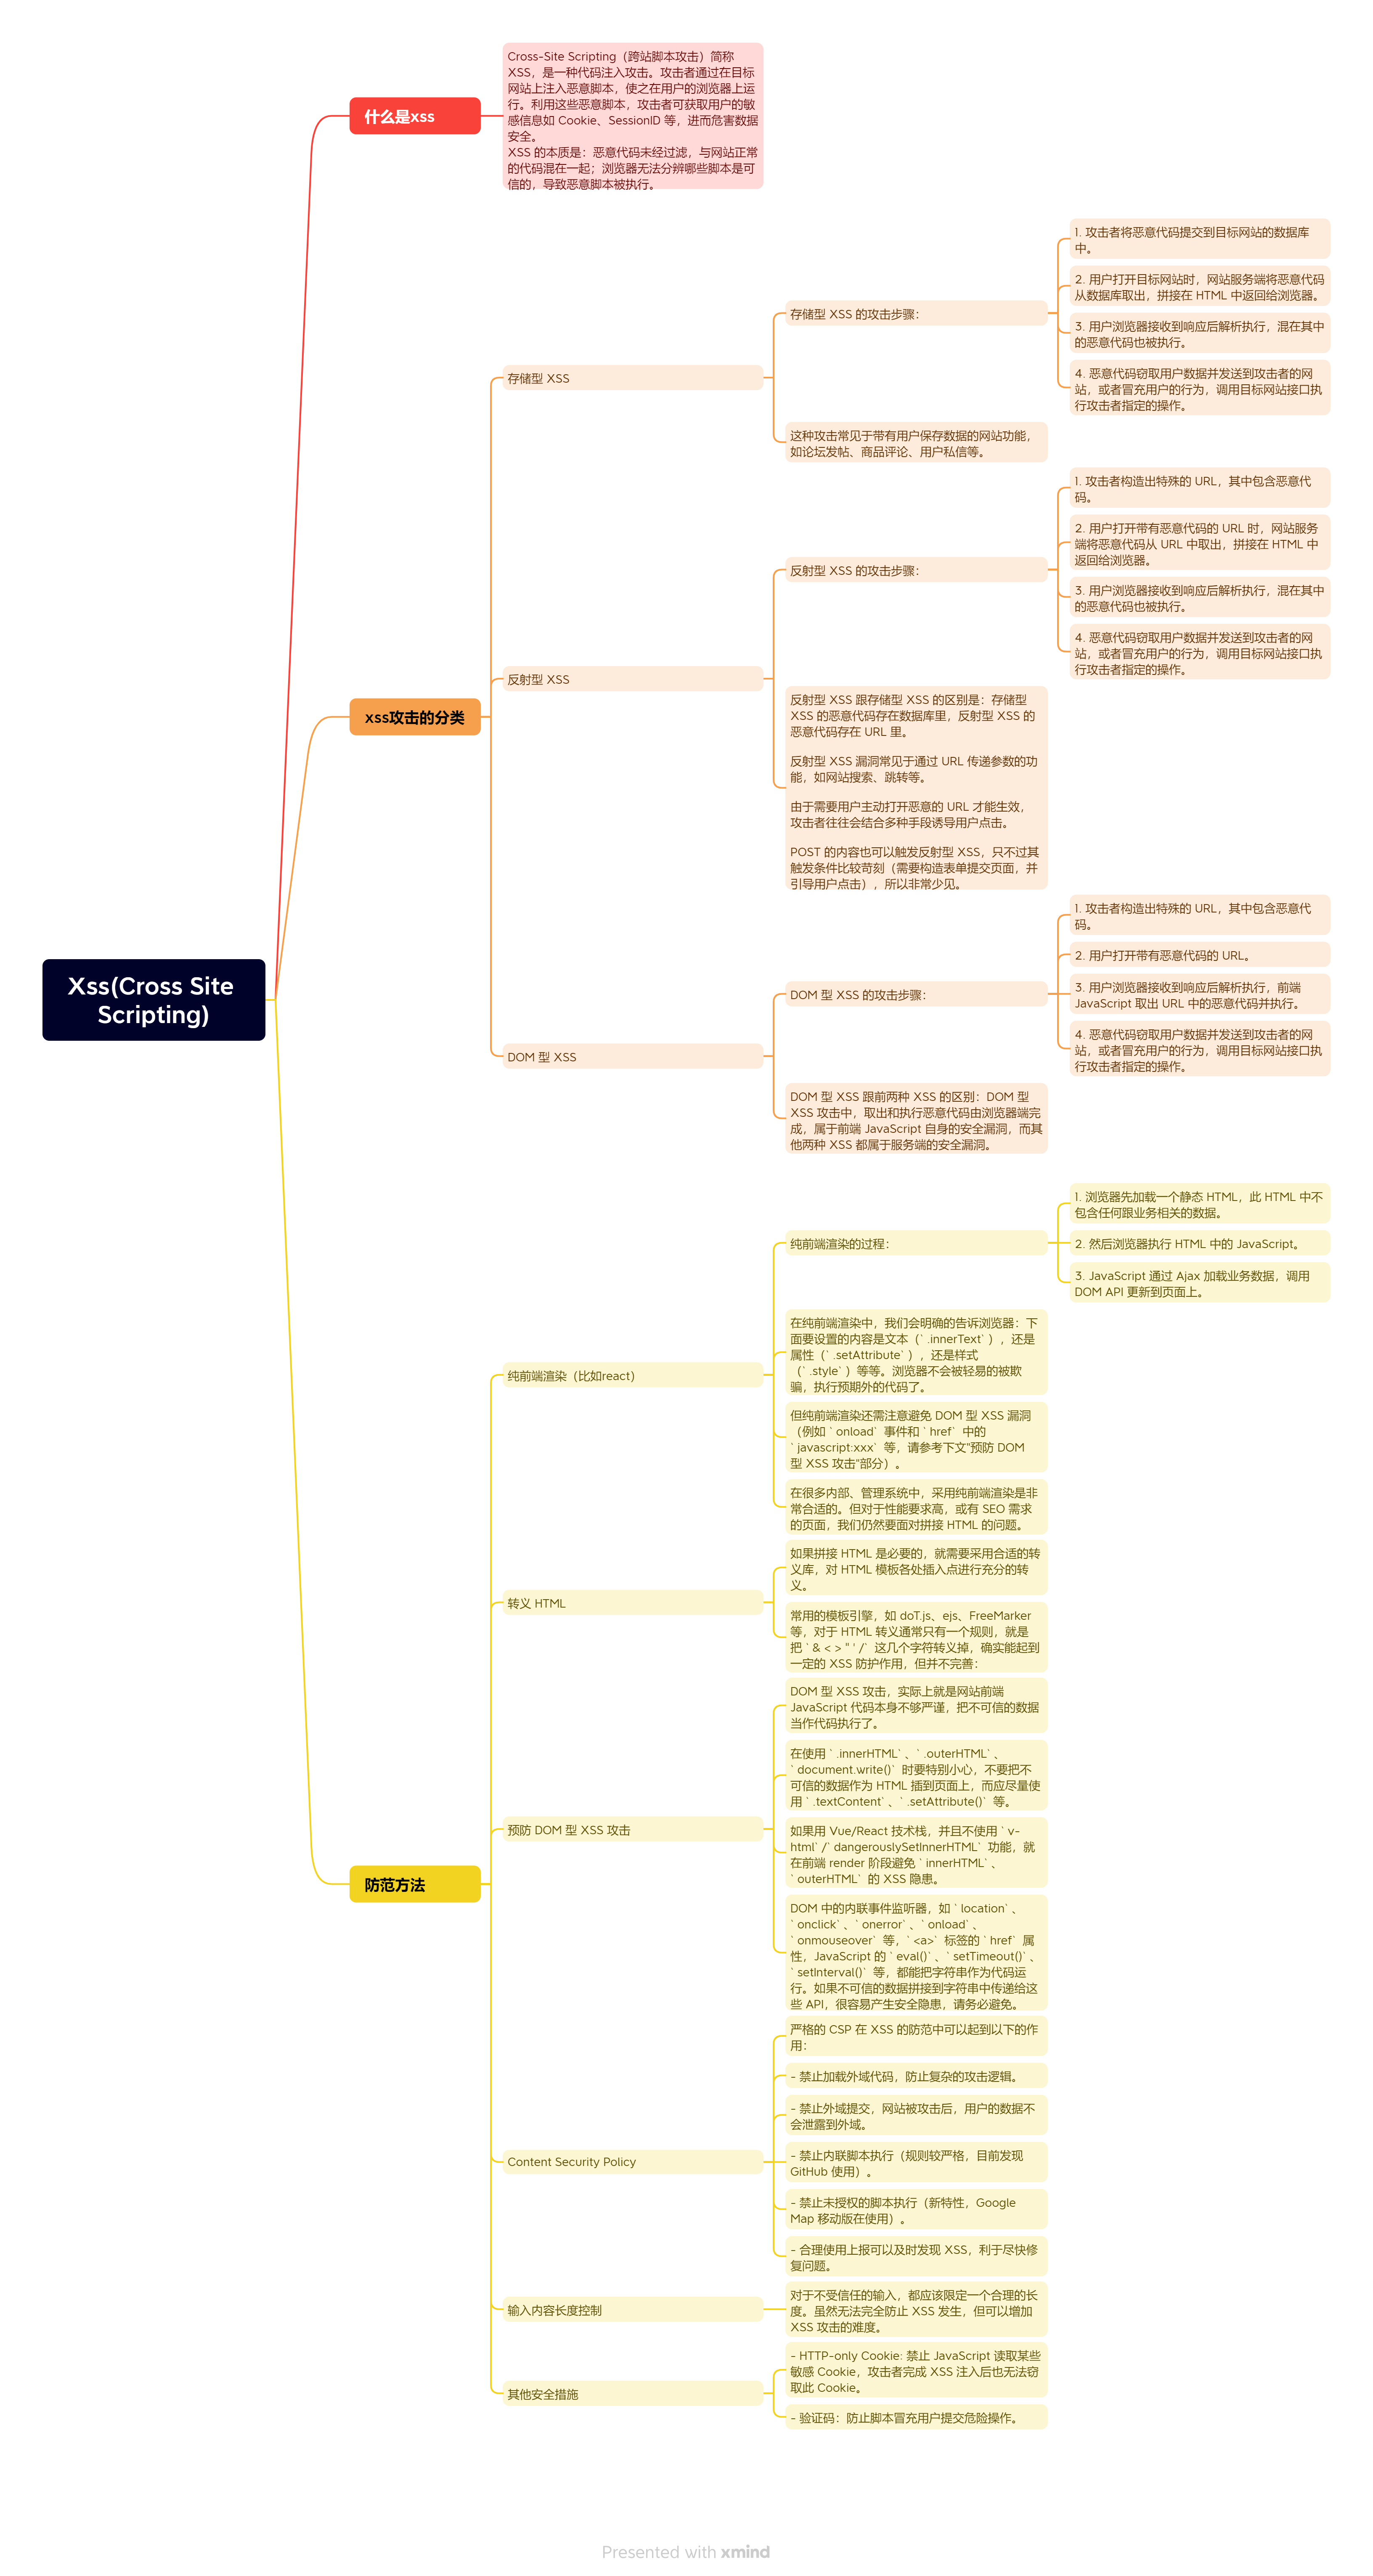 Cross-Site Scripting（跨站脚本攻击）简称
XSS，是一种代码注入攻击。攻击者通过在目标
网站上注入恶意脚本，使之在用户的浏览器上运
行。利用这些恶意脚本，攻击者可获取用户的敏
感信息如 Cookie、SessionID 等，进而危害数据
安全。
XSS 的本质是：恶意代码未经过滤，与网站正常
的代码混在一起；浏览器无法分辨哪些脚本是可
信的，导致恶意脚本被执行。
什么是xss
1. 攻击者将恶意代码提交到目标网站的数据库
中。
2. 用户打开目标网站时，网站服务端将恶意代码
从数据库取出，拼接在 HTML 中返回给浏览器。
存储型 XSS 的攻击步骤：
3. 用户浏览器接收到响应后解析执行，混在其中
的恶意代码也被执行。
4. 恶意代码窃取用户数据并发送到攻击者的网
站，或者冒充用户的行为，调用目标网站接口执
行攻击者指定的操作。
存储型 XSS
这种攻击常见于带有用户保存数据的网站功能，
如论坛发帖、商品评论、用户私信等。
1. 攻击者构造出特殊的 URL，其中包含恶意代
码。
2. 用户打开带有恶意代码的 URL 时，网站服务
端将恶意代码从 URL 中取出，拼接在 HTML 中
返回给浏览器。
反射型 XSS 的攻击步骤：
3. 用户浏览器接收到响应后解析执行，混在其中
的恶意代码也被执行。
4. 恶意代码窃取用户数据并发送到攻击者的网
站，或者冒充用户的行为，调用目标网站接口执
行攻击者指定的操作。
反射型 XSS
反射型 XSS 跟存储型 XSS 的区别是：存储型
XSS 的恶意代码存在数据库里，反射型 XSS 的
恶意代码存在 URL 里。
反射型 XSS 漏洞常见于通过 URL 传递参数的功
能，如网站搜索、跳转等。
由于需要用户主动打开恶意的 URL 才能生效，
攻击者往往会结合多种手段诱导用户点击。
POST 的内容也可以触发反射型 XSS，只不过其
触发条件比较苛刻（需要构造表单提交页面，并
引导用户点击），所以非常少见。
xss攻击的分类
1. 攻击者构造出特殊的 URL，其中包含恶意代
码。
2. 用户打开带有恶意代码的 URL。
DOM 型 XSS 的攻击步骤：
3. 用户浏览器接收到响应后解析执行，前端
JavaScript 取出 URL 中的恶意代码并执行。
4. 恶意代码窃取用户数据并发送到攻击者的网
站，或者冒充用户的行为，调用目标网站接口执
行攻击者指定的操作。
DOM 型 XSS
DOM 型 XSS 跟前两种 XSS 的区别：DOM 型
XSS 攻击中，取出和执行恶意代码由浏览器端完
成，属于前端 JavaScript 自身的安全漏洞，而其
他两种 XSS 都属于服务端的安全漏洞。
Xss(Cross Site
Scripting)
1. 浏览器先加载一个静态 HTML，此 HTML 中不
包含任何跟业务相关的数据。
纯前端渲染的过程：
2. 然后浏览器执行 HTML 中的 JavaScript。
3. JavaScript 通过 Ajax 加载业务数据，调用
DOM API 更新到页面上。
在纯前端渲染中，我们会明确的告诉浏览器：下
面要设置的内容是文本（` .innerText` ），还是
属性（` .setAttribute` ），还是样式
（` .style` ）等等。浏览器不会被轻易的被欺
骗，执行预期外的代码了。
纯前端渲染（比如react）
但纯前端渲染还需注意避免 DOM 型 XSS 漏洞
（例如 ` onload` 事件和 ` href` 中的
` javascript:xxx` 等，请参考下文"预防 DOM
型 XSS 攻击"部分）。
在很多内部、管理系统中，采用纯前端渲染是非
常合适的。但对于性能要求高，或有 SEO 需求
的页面，我们仍然要面对拼接 HTML 的问题。
如果拼接 HTML 是必要的，就需要采用合适的转
义库，对 HTML 模板各处插入点进行充分的转
义。
转义 HTML
常用的模板引擎，如 doT.js、ejs、FreeMarker
等，对于 HTML 转义通常只有一个规则，就是
把 ` & < > " ' /` 这几个字符转义掉，确实能起到
一定的 XSS 防护作用，但并不完善：
DOM 型 XSS 攻击，实际上就是网站前端
JavaScript 代码本身不够严谨，把不可信的数据
当作代码执行了。
在使用 ` .innerHTML` 、` .outerHTML` 、
` document.write()` 时要特别小心，不要把不
可信的数据作为 HTML 插到页面上，而应尽量使
用 ` .textContent` 、` .setAttribute()` 等。
预防 DOM 型 XSS 攻击
如果用 Vue/React 技术栈，并且不使用 ` v-
html` /` dangerouslySetInnerHTML` 功能，就
在前端 render 阶段避免 ` innerHTML` 、
` outerHTML` 的 XSS 隐患。
DOM 中的内联事件监听器，如 ` location` 、
` onclick` 、` onerror` 、` onload` 、
` onmouseover` 等，` <a>` 标签的 ` href` 属
性，JavaScript 的 ` eval()` 、` setTimeout()` 、
` setInterval()` 等，都能把字符串作为代码运
行。如果不可信的数据拼接到字符串中传递给这
些 API，很容易产生安全隐患，请务必避免。
防范方法
严格的 CSP 在 XSS 的防范中可以起到以下的作
用：
- 禁止加载外域代码，防止复杂的攻击逻辑。
- 禁止外域提交，网站被攻击后，用户的数据不
会泄露到外域。
Content Security Policy
- 禁止内联脚本执行（规则较严格，目前发现
GitHub 使用）。
- 禁止未授权的脚本执行（新特性，Google
Map 移动版在使用）。
- 合理使用上报可以及时发现 XSS，利于尽快修
复问题。
输入内容长度控制
对于不受信任的输入，都应该限定一个合理的长
度。虽然无法完全防止 XSS 发生，但可以增加
XSS 攻击的难度。
其他安全措施
- HTTP-only Cookie: 禁止 JavaScript 读取某些
敏感 Cookie，攻击者完成 XSS 注入后也无法窃
取此 Cookie。
- 验证码：防止脚本冒充用户提交危险操作。
Presented with xmind